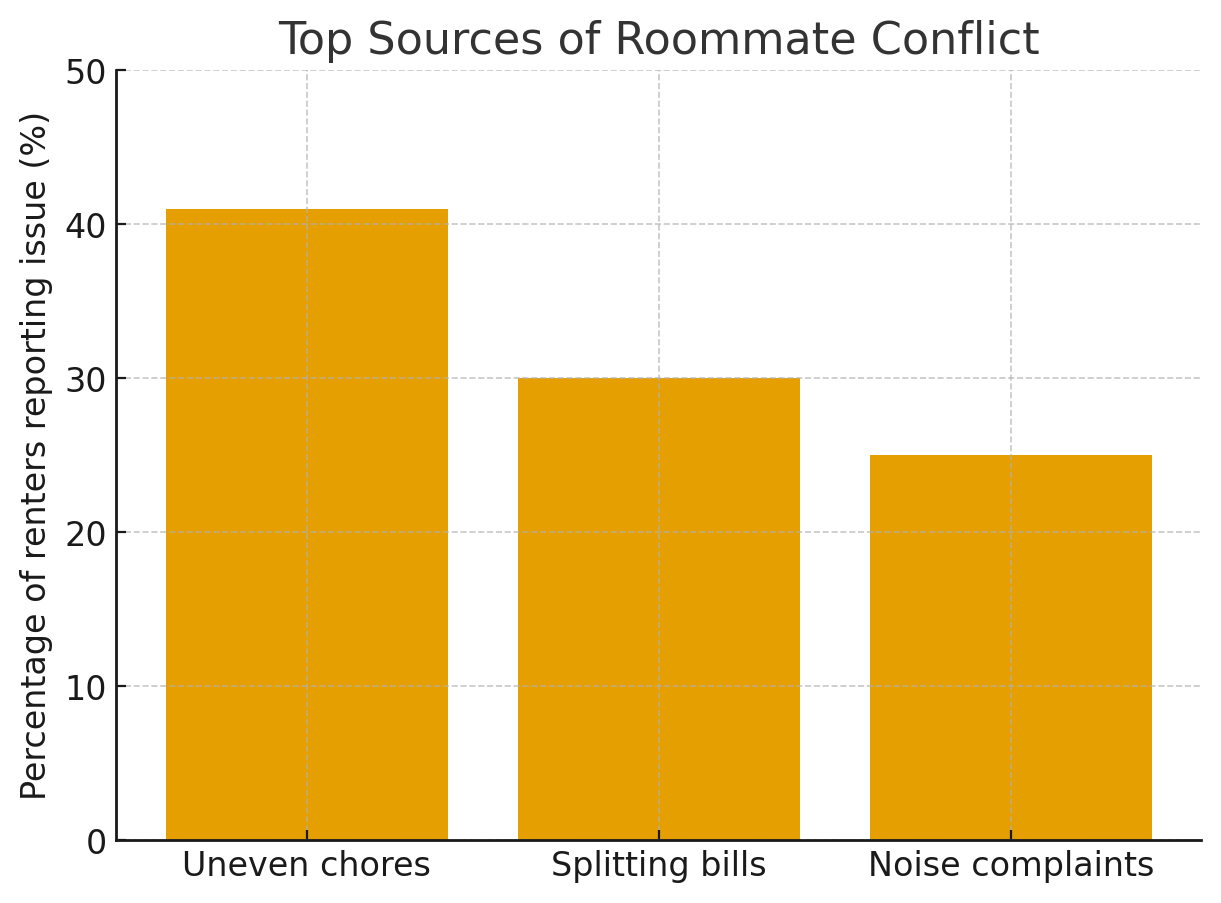 Top Sources of Roommate Conflict
Percentage of renters reporting issue (%)
50
40
30
20
10
0
Uneven chores
Splitting bills
Noise complaints